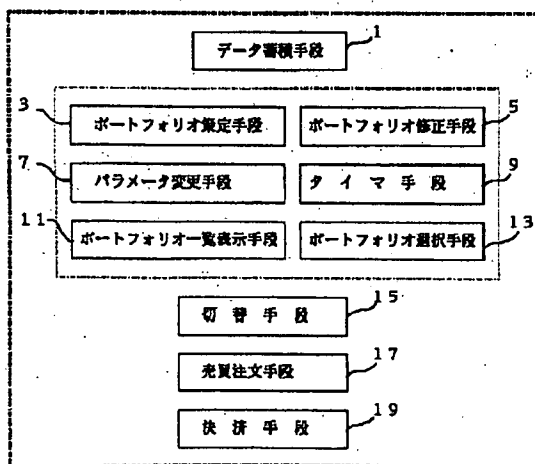 データ蓄積手段
1
3
ポートフォリオ策定手段
ポートフォリオ修正手段
5
7
パラメータ変更手段
タイマ手段
9
11
ポートフォリオ一覧表示手段
ポートフォリオ選択手段
13
切替手段
15
売買注文手段
17
決済手段
19